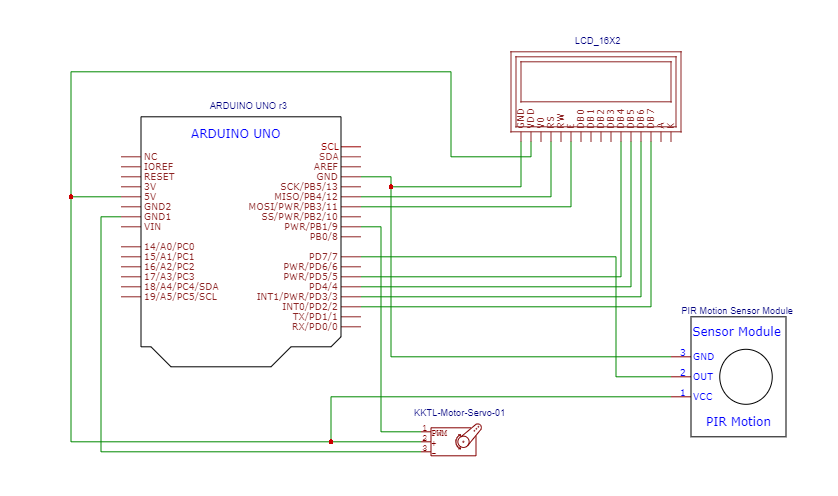 LCD_16X2
GND
VDD
V0
RS
RW
E
DB0
DB1
DB2
DB3
DB4
DB5
DB6
DB7
A
K
ARDUINO UNO r3
ARDUINO UNO
NC
IOREF
RESET
3V
5V
GND2
GND1
VIN
14/A0/PC0
15/A1/PC1
16/A2/PC2
17/A3/PC3
18/A4/PC4/SDA
19/A5/PC5/SCL
SCL
SDA
AREF
GND
SCK/PB5/13
MISO/PB4/12
MOSI/PWR/PB3/11
SS/PWR/PB2/10
PWR/PB1/9
PB0/8
PD7/7
PWR/PD6/6
PWR/PD5/5
PD4/4
INT1/PWR/PD3/3
INT0/PD2/2
TX/PD1/1
RX/PD0/0
PIR Motion Sensor Module
Sensor Module
3 GND
2 OUT
1 VCC
PIR Motion
KKTL-Motor-Servo-01
1 PWM
2 +
3 -